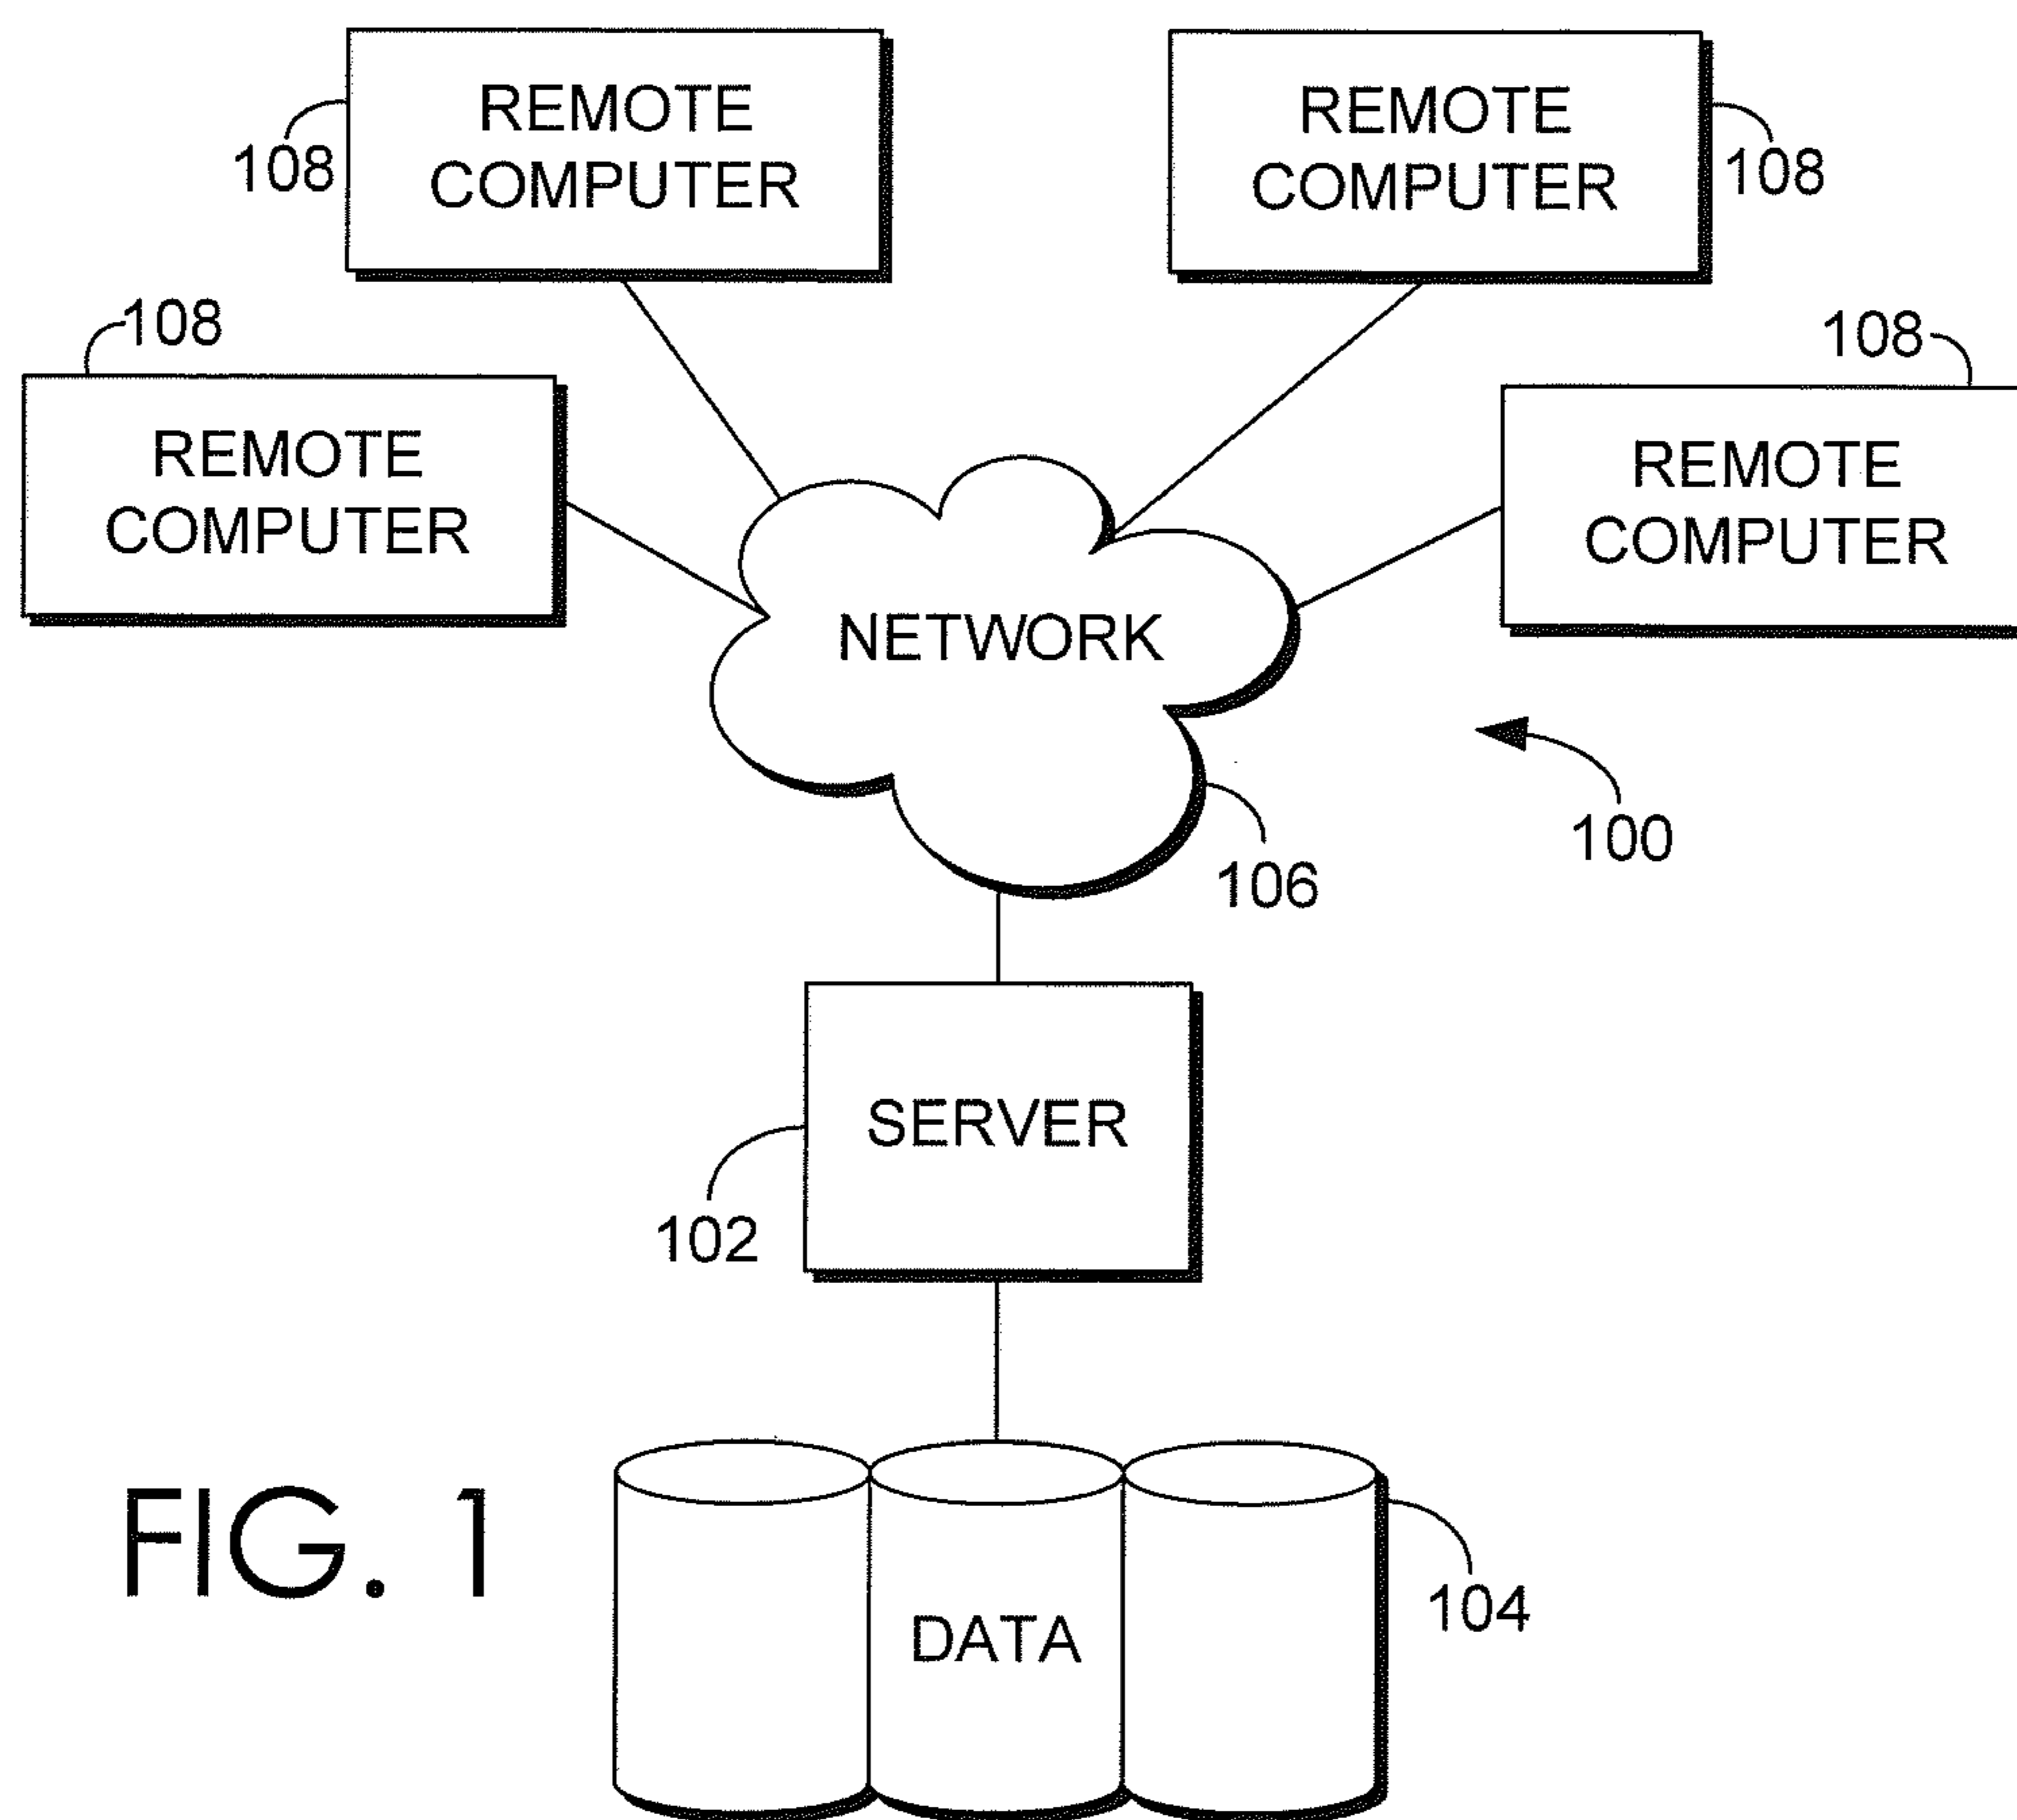 REMOTE
COMPUTER
108
REMOTE
COMPUTER
108
108
REMOTE
COMPUTER
108
REMOTE
COMPUTER
NETWORK
100
106
SERVER
102
FIG. 1
DATA
104